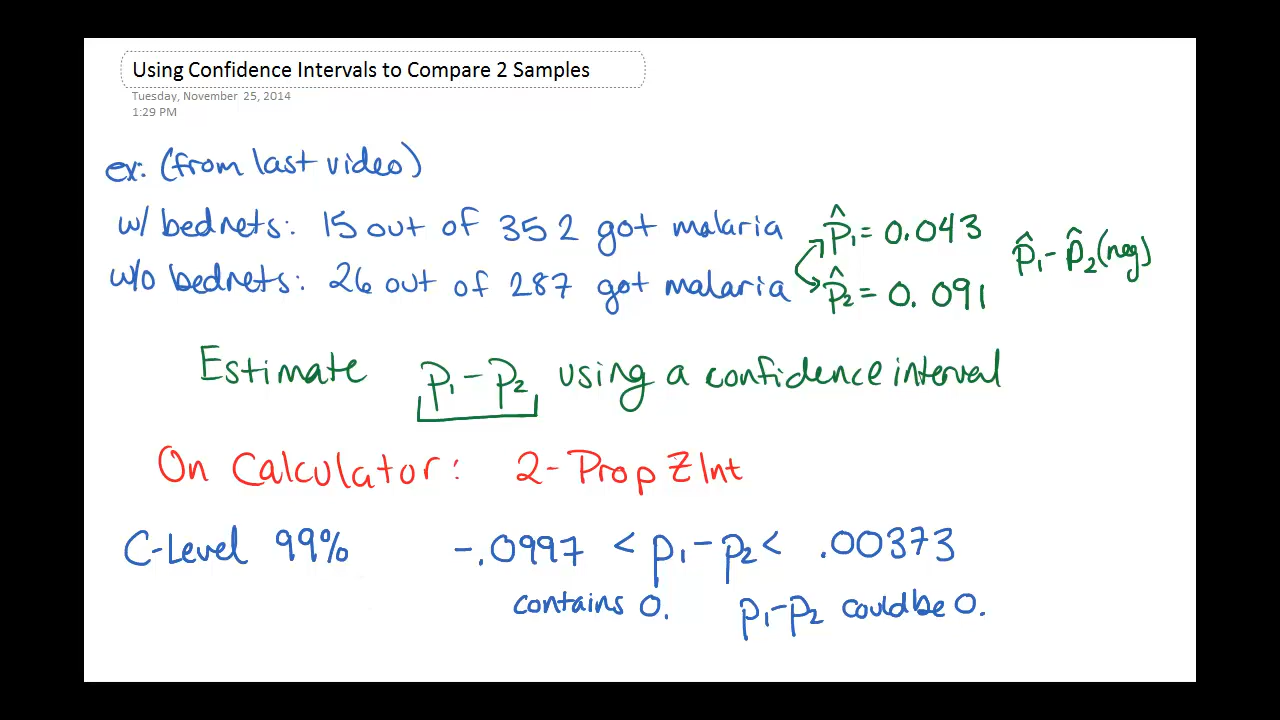 Using Confidence Intervals to Compare 2 Samples
Tuesday, November 25, 2014
1:29 PM
ex: (from last video)
w/ bednets: 15 out of 352 got malaria p̂₁ = 0.043
w/o bednets: 26 out of 287 got malaria p̂₂ = 0.091
p̂₁ - p̂₂ (neg)
Estimate p₁ - p₂ using a confidence interval
On Calculator: 2-PropZInt
C-Level 99% -.0997 < p₁ - p₂ < .00373
contains 0. p₁-p₂ could be 0.